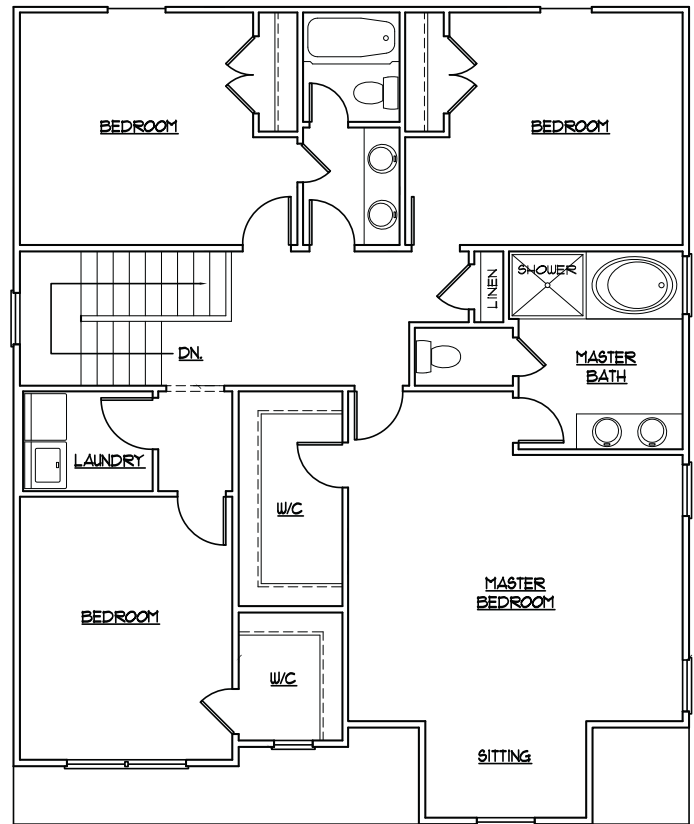 BEDROOM
BEDROOM
LINEN
SHOWER
DN.
MASTER
BATH
LAUNDRY
W/C
MASTER
BEDROOM
BEDROOM
W/C
SITTING